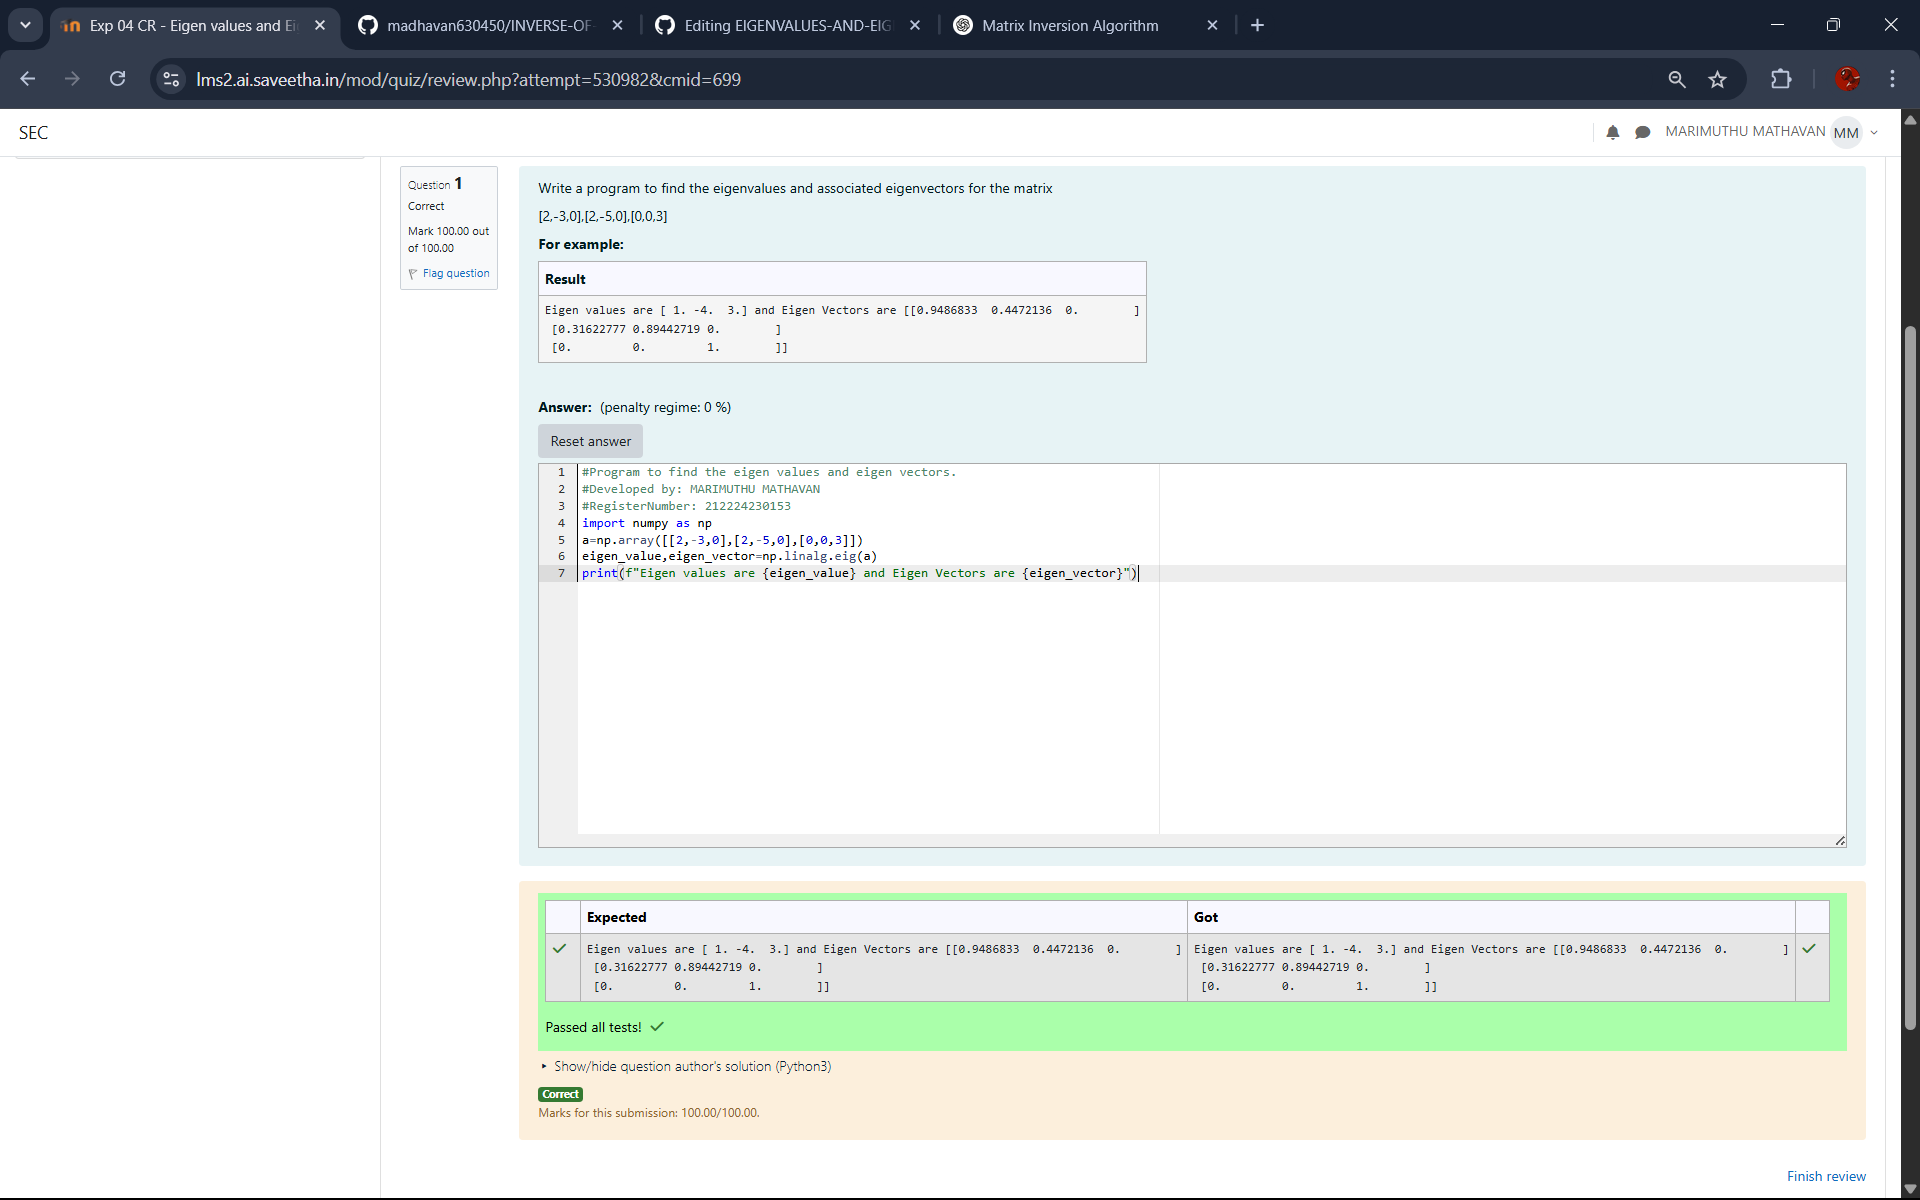 Exp 04 CR - Eigen values and Ei
madhavan630450/INVERSE-OF-
Editing EIGENVALUES-AND-EIG
Matrix Inversion Algorithm
lms2.ai.saveetha.in/mod/quiz/review.php?attempt=530982&cmid=699
SEC
MARIMUTHU MATHAVAN MM
Question 1
Correct
Mark 100.00 out
of 100.00
Flag question
Write a program to find the eigenvalues and associated eigenvectors for the matrix
[2,-3,0],[2,-5,0],[0,0,3]
For example:
Result
Eigen values are [ 1. -4.  3.] and Eigen Vectors are [[0.9486833  0.4472136  0.        ]
 [0.31622777 0.89442719 0.        ]
 [0.         0.         1.        ]]
Answer: (penalty regime: 0 %)
Reset answer
1 #Program to find the eigen values and eigen vectors.
2 #Developed by: MARIMUTHU MATHAVAN
3 #RegisterNumber: 212224230153
4 import numpy as np
5 a=np.array([[2,-3,0],[2,-5,0],[0,0,3]])
6 eigen_value,eigen_vector=np.linalg.eig(a)
7 print(f"Eigen values are {eigen_value} and Eigen Vectors are {eigen_vector}")
Expected Got
Eigen values are [ 1. -4.  3.] and Eigen Vectors are [[0.9486833  0.4472136  0.        ] Eigen values are [ 1. -4.  3.] and Eigen Vectors are [[0.9486833  0.4472136  0.        ]
 [0.31622777 0.89442719 0.        ]  [0.31622777 0.89442719 0.        ]
 [0.         0.         1.        ]]  [0.         0.         1.        ]]
Passed all tests!
Show/hide question author's solution (Python3)
Correct
Marks for this submission: 100.00/100.00.
Finish review